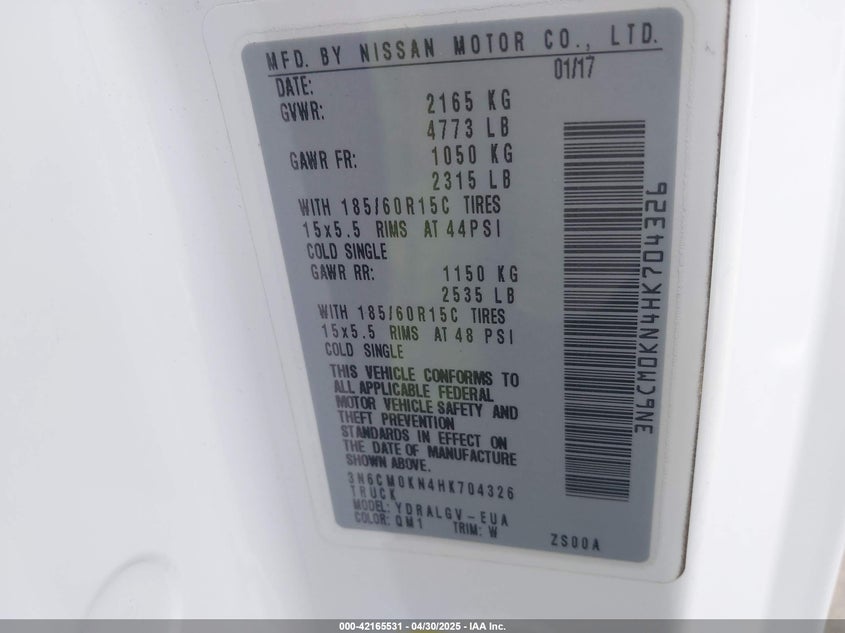 MFD. BY NISSAN MOTOR CO., LTD.
DATE: 01/17
GVWR: 2165 KG
4773 LB
GAWR FR: 1050 KG
2315 LB
WITH 185/60R15C TIRES
15x5.5 RIMS AT 44PSI
COLD SINGLE
GAWR RR: 1150 KG
2535 LB
WITH 185/60R15C TIRES
15x5.5 RIMS AT 48 PSI
COLD SINGLE
THIS VEHICLE CONFORMS TO
ALL APPLICABLE FEDERAL
MOTOR VEHICLE SAFETY AND
THEFT PREVENTION
STANDARDS IN EFFECT ON
THE DATE OF MANUFACTURE
SHOWN ABOVE.
3N6CM0KN4HK704326
TRUCK
MODEL: YDRALGV-EUA
COLOR: QM1 TRIM: W ZS00A
3N6CM0KN4HK704326
000-42165531 - 04/30/2025 - IAA Inc.